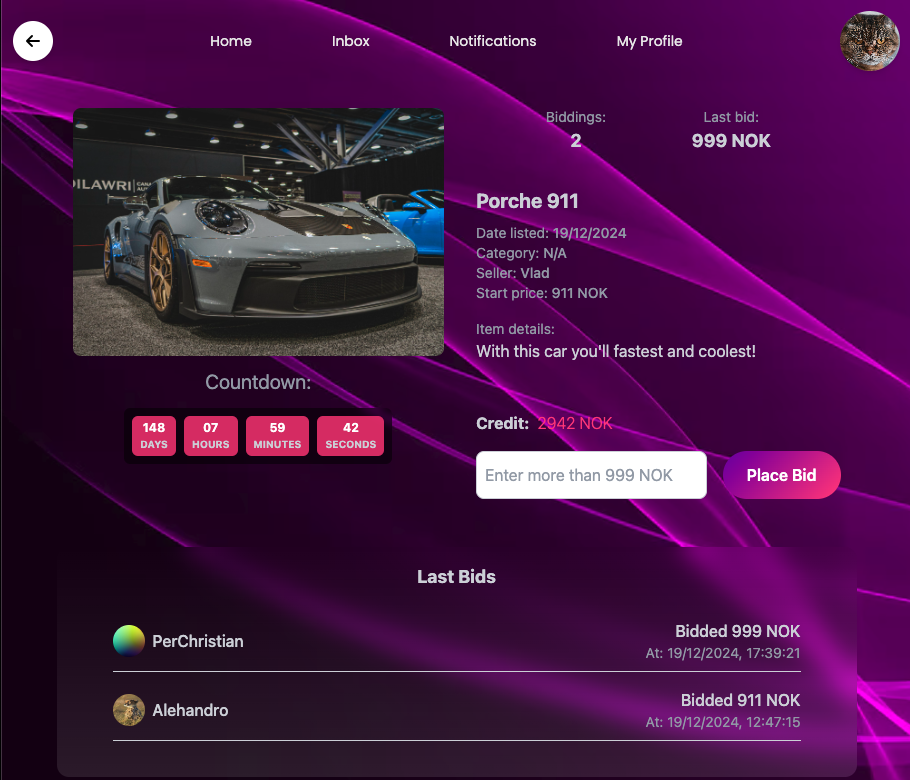 Home Inbox Notifications My Profile
DILAWRI
Biddings:
2
Last bid:
999 NOK
Porche 911
Date listed: 19/12/2024
Category: N/A
Seller: Vlad
Start price: 911 NOK
Item details:
With this car you'll fastest and coolest!
Countdown:
148 07 59 42
DAYS HOURS MINUTES SECONDS
Credit: 2942 NOK
Enter more than 999 NOK Place Bid
Last Bids
PerChristian
Bidded 999 NOK
At: 19/12/2024, 17:39:21
Alehandro
Bidded 911 NOK
At: 19/12/2024, 12:47:15